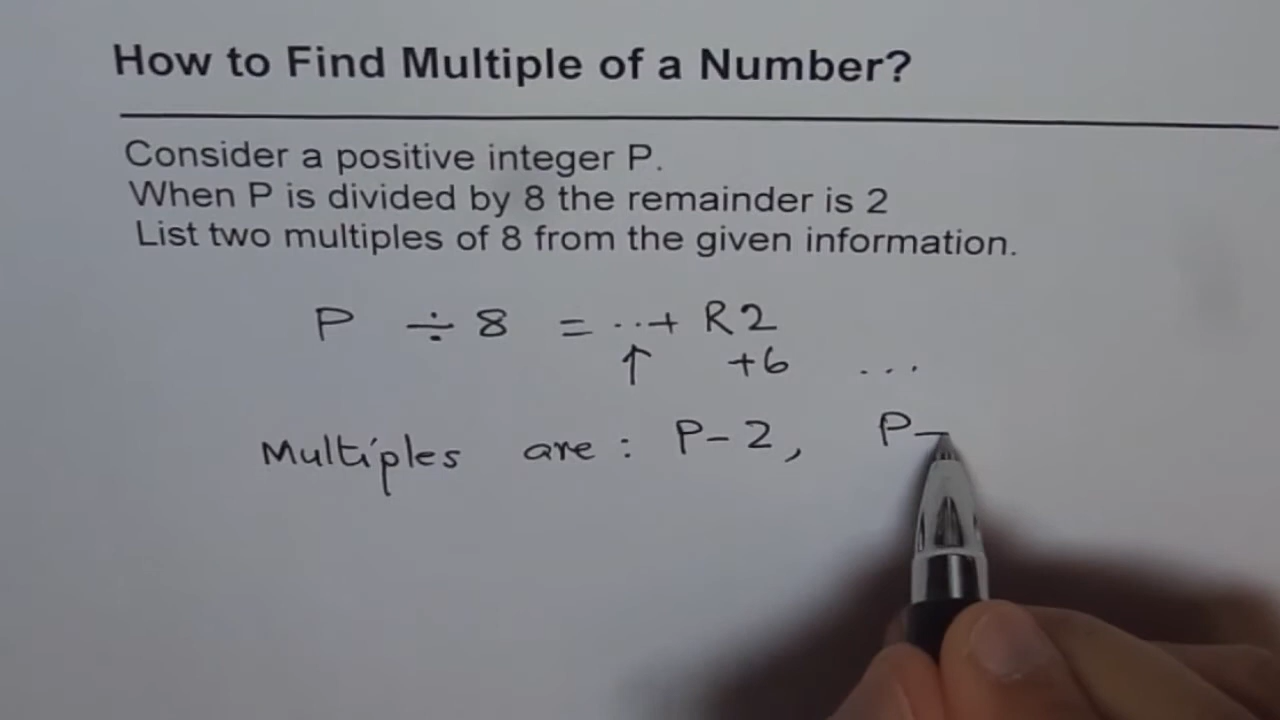 How to Find Multiple of a Number?
Consider a positive integer P.
When P is divided by 8 the remainder is 2
List two multiples of 8 from the given information.
P ÷ 8 = ..+ R2
↑ +6 ...
Multiples are : P-2, P-